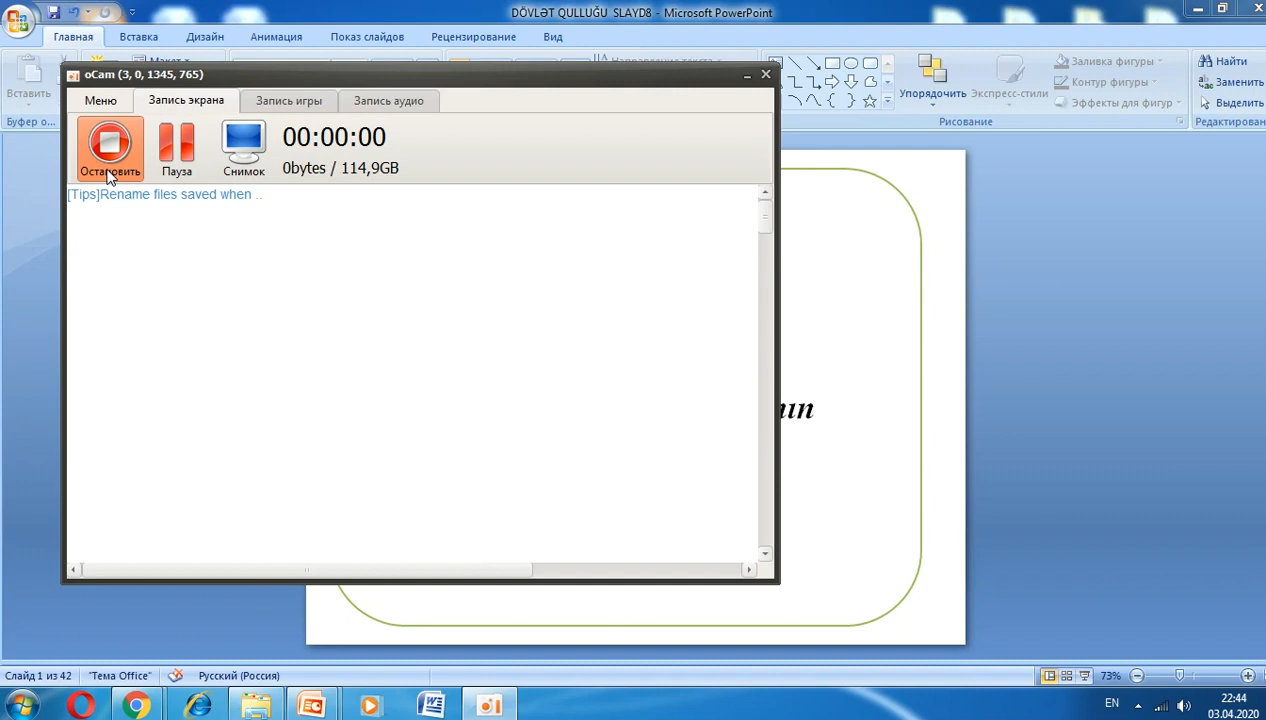 DÖVLƏT QULLUĞU SLAYD8 - Microsoft PowerPoint
Главная Вставка Дизайн Анимация Показ слайдов Рецензирование Вид
Вставить
Буфер о...
Упорядочить
Экспресс-стили
Заливка фигуры
Контур фигуры
Эффекты для фигур
Рисование
Найти
Заменить
Выделить
Редактирован
oCam (3, 0, 1345, 765)
Меню Запись экрана Запись игры Запись аудио
Остановить
Пауза
Снимок
00:00:00
0bytes / 114,9GB
[Tips]Rename files saved when ..
Слайд 1 из 42 "Тема Office" Русский (Россия) 73%
EN 22:44
03.04.2020